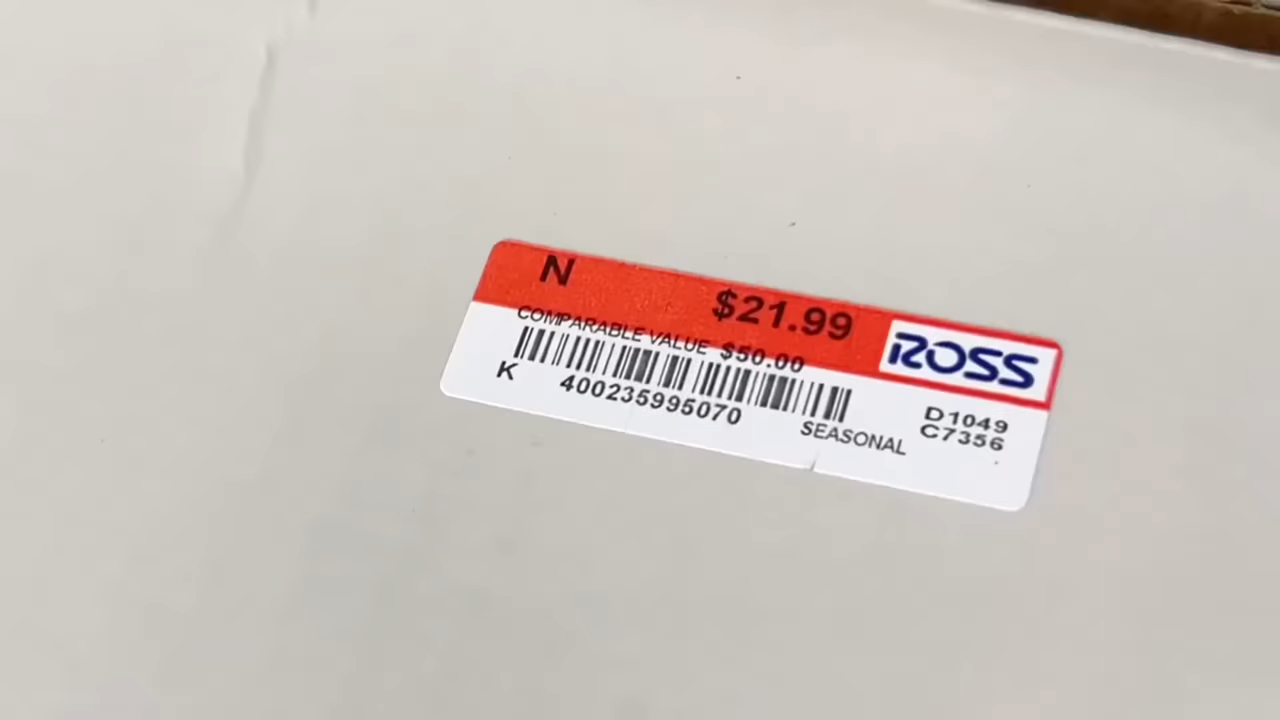 N
$21.99
ROSS
COMPARABLE VALUE $50.00
K 400235995070
SEASONAL
D1049
C7356